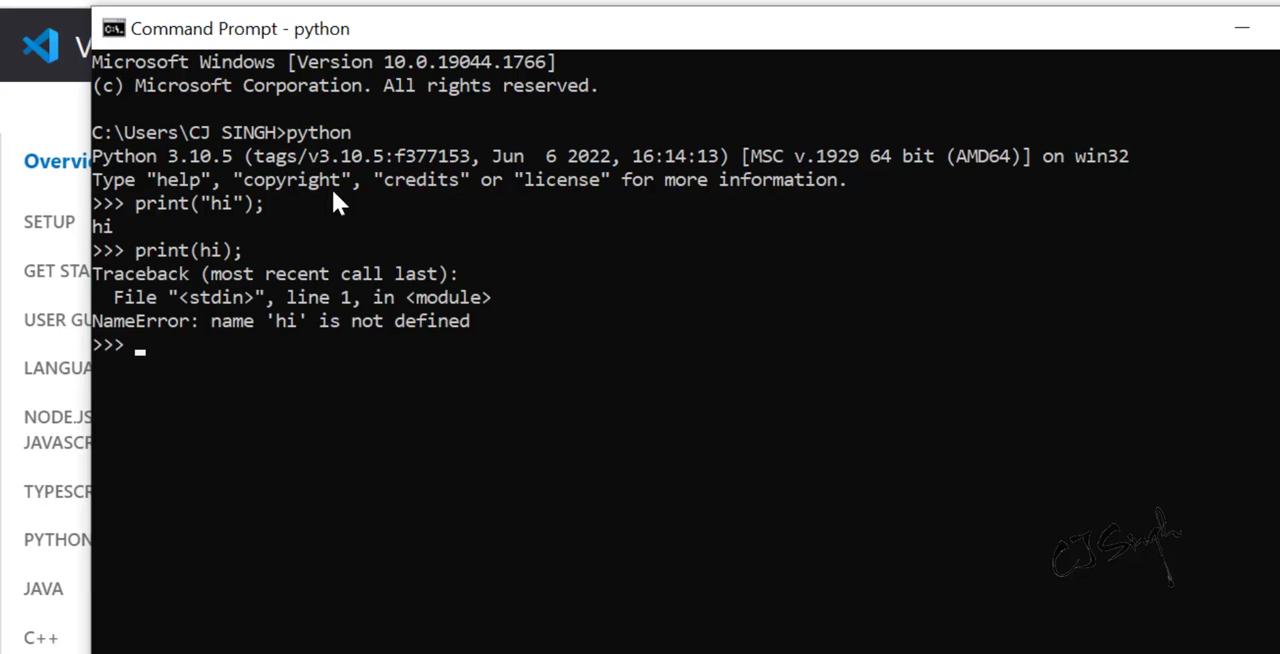 V
Command Prompt - python
Microsoft Windows [Version 10.0.19044.1766]
(c) Microsoft Corporation. All rights reserved.
C:\Users\CJ SINGH>python
Python 3.10.5 (tags/v3.10.5:f377153, Jun  6 2022, 16:14:13) [MSC v.1929 64 bit (AMD64)] on win32
Type "help", "copyright", "credits" or "license" for more information.
>>> print("hi");
hi
>>> print(hi);
Traceback (most recent call last):
  File "<stdin>", line 1, in <module>
NameError: name 'hi' is not defined
>>>
Overvi
SETUP
GET STA
USER GU
LANGUA
NODE.JS
JAVASCR
TYPESCR
PYTHON
JAVA
C++
CJ Singh